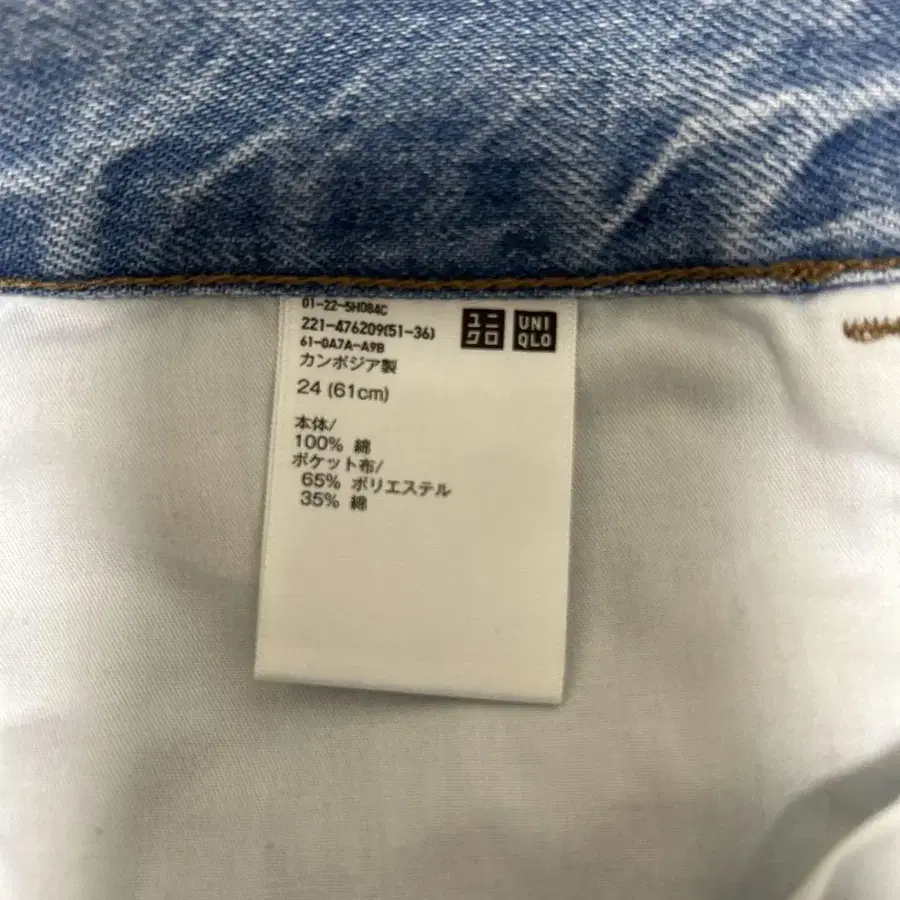 01-22-5H084C
221-476209(51-36)
61-0A7A-A9B
カンボジア製
24 (61cm)
本体/
100% 綿
ポケット布/
65% ポリエステル
35% 綿
ユニ
クロ
UNI
QLO